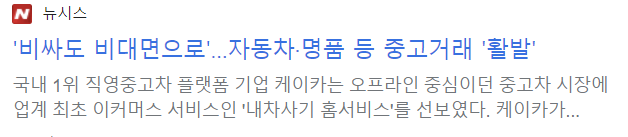 N 뉴시스
'비싸도 비대면으로'...자동차·명품 등 중고거래 '활발'
국내 1위 직영중고차 플랫폼 기업 케이카는 오프라인 중심이던 중고차 시장에
업계 최초 이커머스 서비스인 '내차사기 홈서비스'를 선보였다. 케이카가...